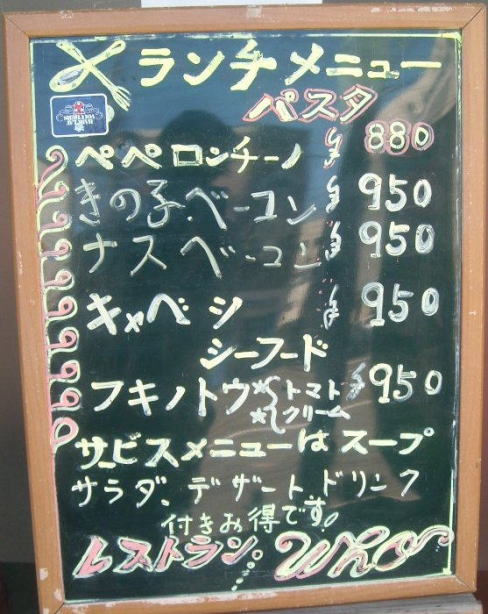 ランチメニュー
パスタ
ペペロンチーノ 880
きの子.ベーコン 950
ナスベーコン 950
キャベシ 950
シーフード
フキノトウ トマト クリーム 950
サービスメニューは スープ
サラダ、デザート、ドリンク
付きお得です。
レストラン。